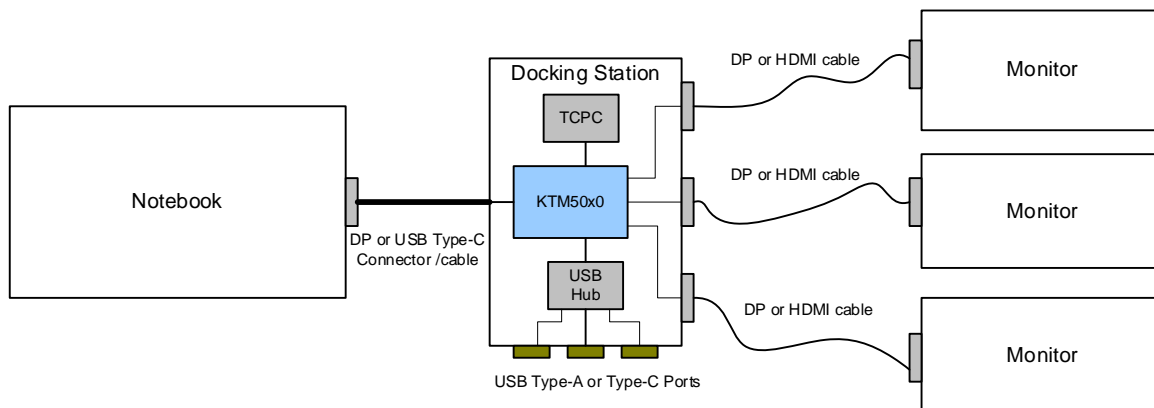 Notebook
DP or USB Type-C
Connector /cable
Docking Station
TCPC
KTM50x0
USB
Hub
USB Type-A or Type-C Ports
DP or HDMI cable
Monitor
DP or HDMI cable
Monitor
DP or HDMI cable
Monitor